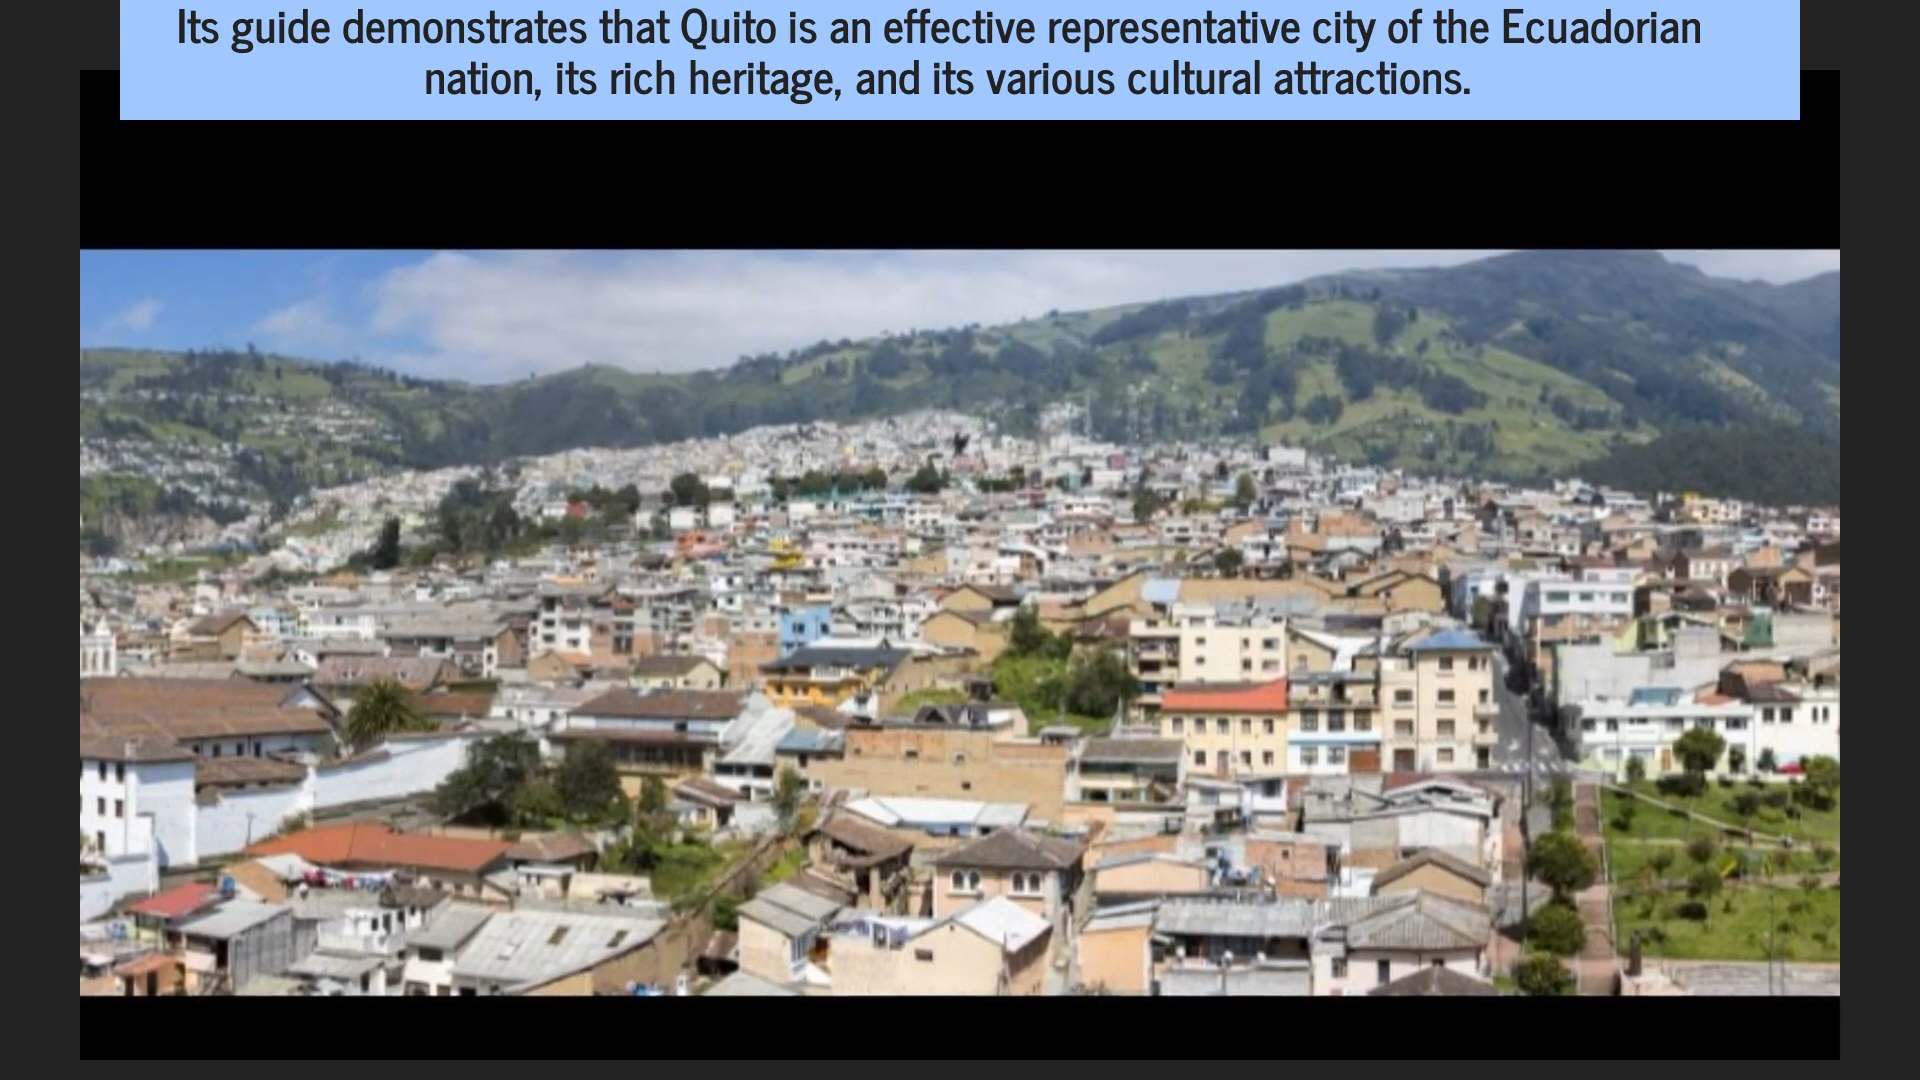 Its guide demonstrates that Quito is an effective representative city of the Ecuadorian
nation, its rich heritage, and its various cultural attractions.